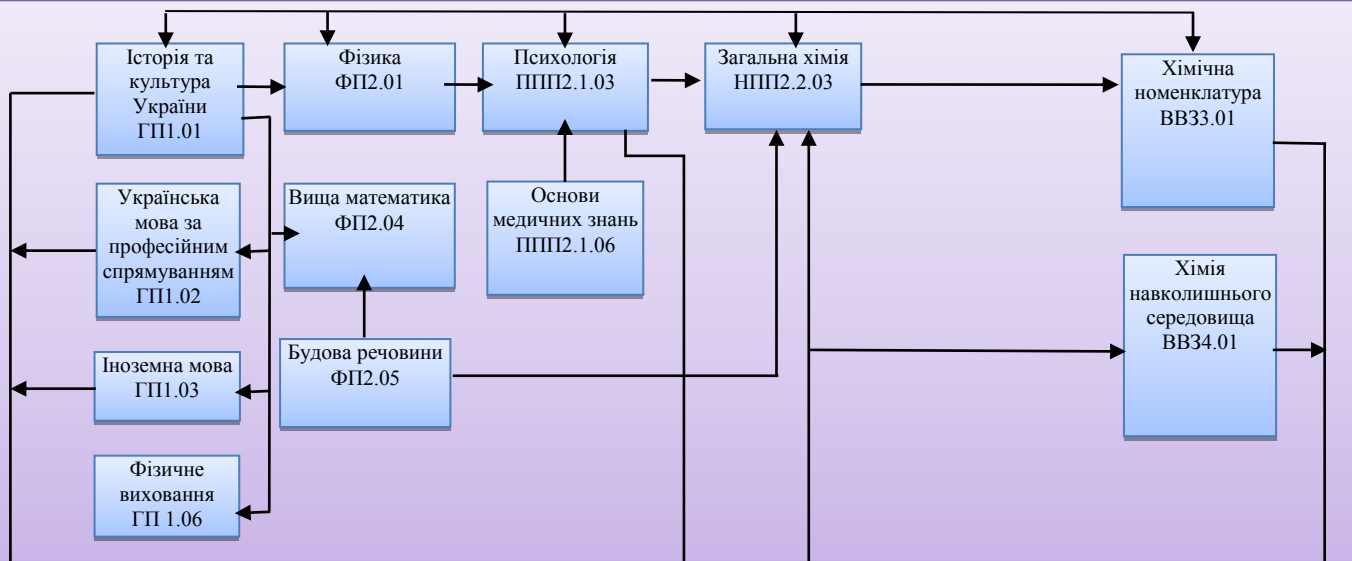 Історія та
культура
України
ГП1.01
Фізика
ФП2.01
Психологія
ППП2.1.03
Загальна хімія
НПП2.2.03
Хімічна
номенклатура
ВВЗ3.01
Українська
мова за
професійним
спрямуванням
ГП1.02
Вища математика
ФП2.04
Основи
медичних знань
ППП2.1.06
Хімія
навколишнього
середовища
ВВЗ4.01
Іноземна мова
ГП1.03
Будова речовини
ФП2.05
Фізичне
виховання
ГП 1.06